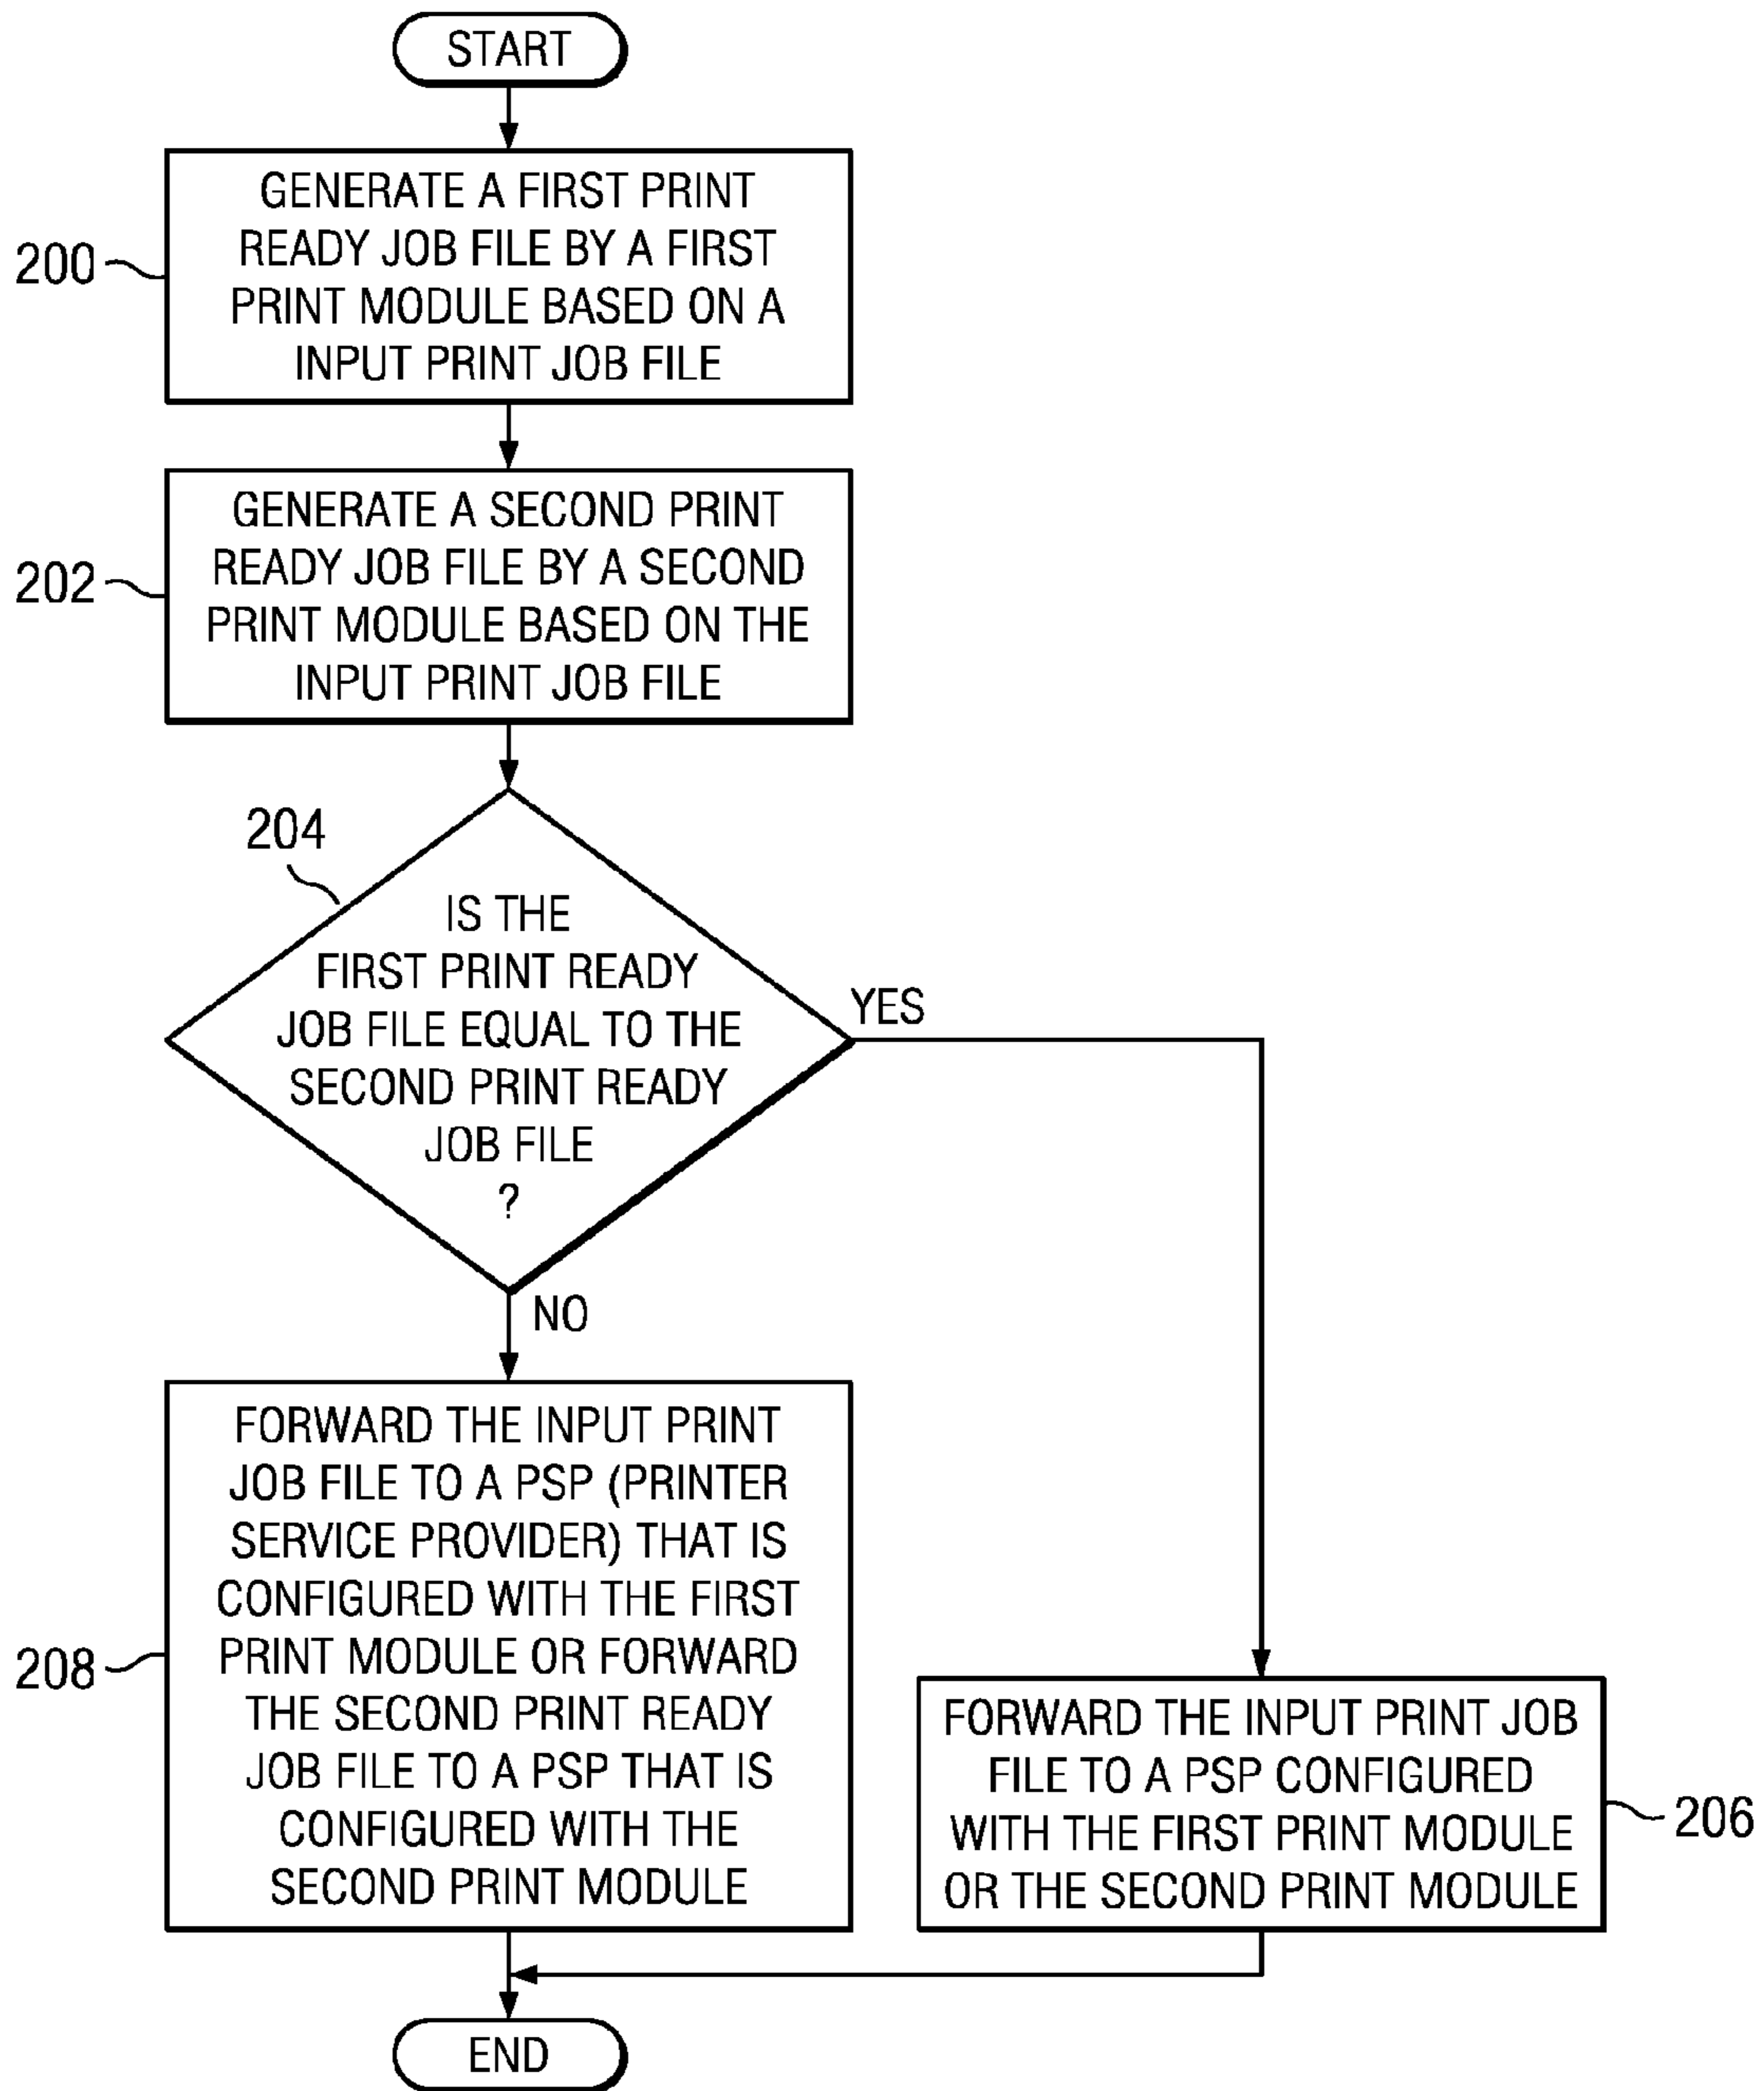 START
200
GENERATE A FIRST PRINT
READY JOB FILE BY A FIRST
PRINT MODULE BASED ON A
INPUT PRINT JOB FILE
202
GENERATE A SECOND PRINT
READY JOB FILE BY A SECOND
PRINT MODULE BASED ON THE
INPUT PRINT JOB FILE
204
IS THE
FIRST PRINT READY
JOB FILE EQUAL TO THE
SECOND PRINT READY
JOB FILE
?
YES
NO
208
FORWARD THE INPUT PRINT
JOB FILE TO A PSP (PRINTER
SERVICE PROVIDER) THAT IS
CONFIGURED WITH THE FIRST
PRINT MODULE OR FORWARD
THE SECOND PRINT READY
JOB FILE TO A PSP THAT IS
CONFIGURED WITH THE
SECOND PRINT MODULE
FORWARD THE INPUT PRINT JOB
FILE TO A PSP CONFIGURED
WITH THE FIRST PRINT MODULE
OR THE SECOND PRINT MODULE
206
END